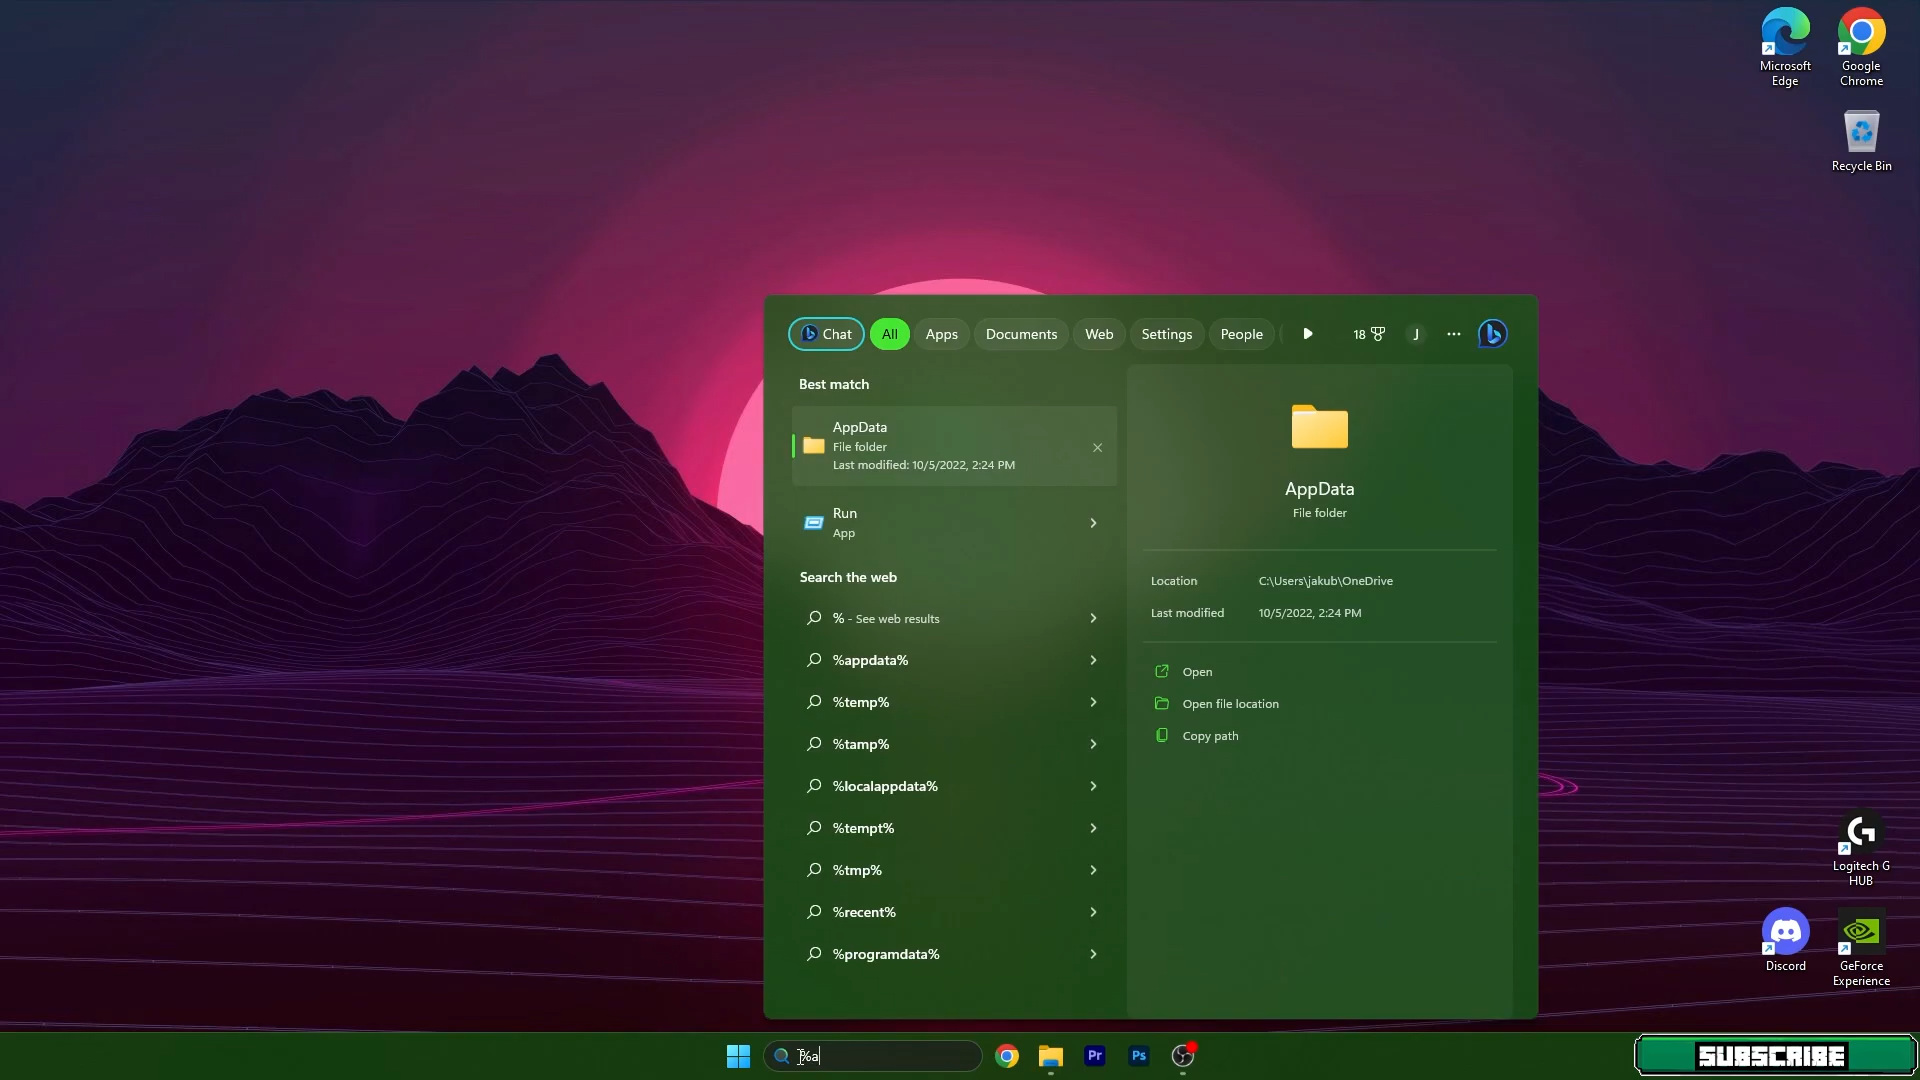 Microsoft
Edge
Google
Chrome
Recycle Bin
Chat
All
Apps
Documents
Web
Settings
People
18
J
Best match
AppData
File folder
Last modified: 10/5/2022, 2:24 PM
Run
App
Search the web
% - See web results
%appdata%
%temp%
%tamp%
%localappdata%
%tempt%
%tmp%
%recent%
%programdata%
AppData
File folder
Location C:\Users\jakub\OneDrive
Last modified 10/5/2022, 2:24 PM
Open
Open file location
Copy path
Logitech G
HUB
Discord
GeForce
Experience
%a
Pr
Ps
SUBSCRIBE